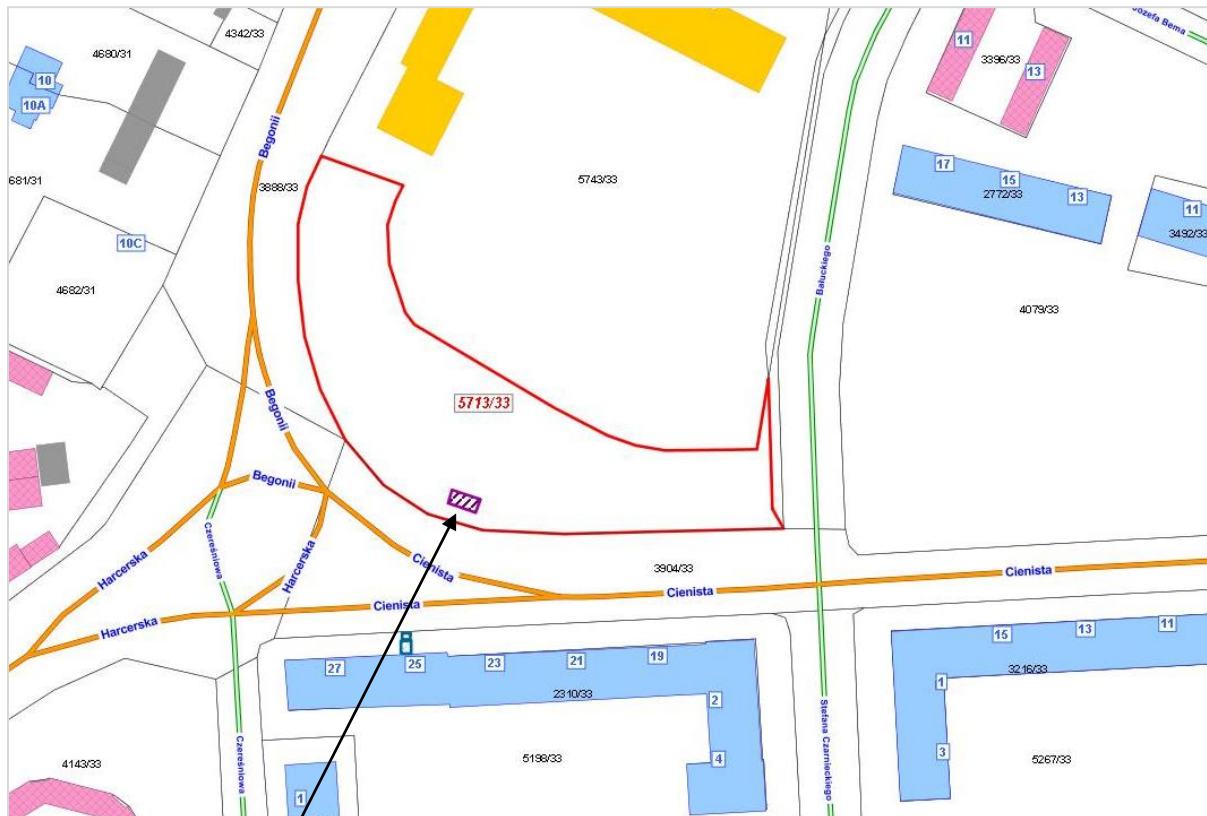 4342/33
4680/31
10
10A
681/31
10C
4682/31
Begonii
3888/33
5743/33
Bałuckiego
Józefa Bema
11
3396/33
13
17
15
13
2772/33
11
3492/33
4079/33
5713/33
Begonii
Begonii
Czereśniowa
Harcerska
Harcerska
Harcerska
Cienista
Cienista
Cienista
Cienista
3904/33
27
25
23
21
19
2310/33
2
4
5198/33
1
Czereśniowa
4143/33
Stefana Czarnieckiego
15
13
11
3216/33
1
3
5267/33